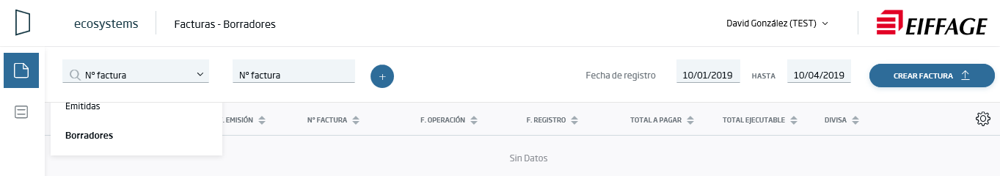 ecosystems
Facturas - Borradores
David González (TEST)
EIFFAGE
Nº factura
Nº factura
+
Fecha de registro
10/01/2019
HASTA
10/04/2019
CREAR FACTURA
Emitidas
Borradores
. EMISIÓN
Nº FACTURA
F. OPERACIÓN
F. REGISTRO
TOTAL A PAGAR
TOTAL EJECUTABLE
DIVISA
Sin Datos